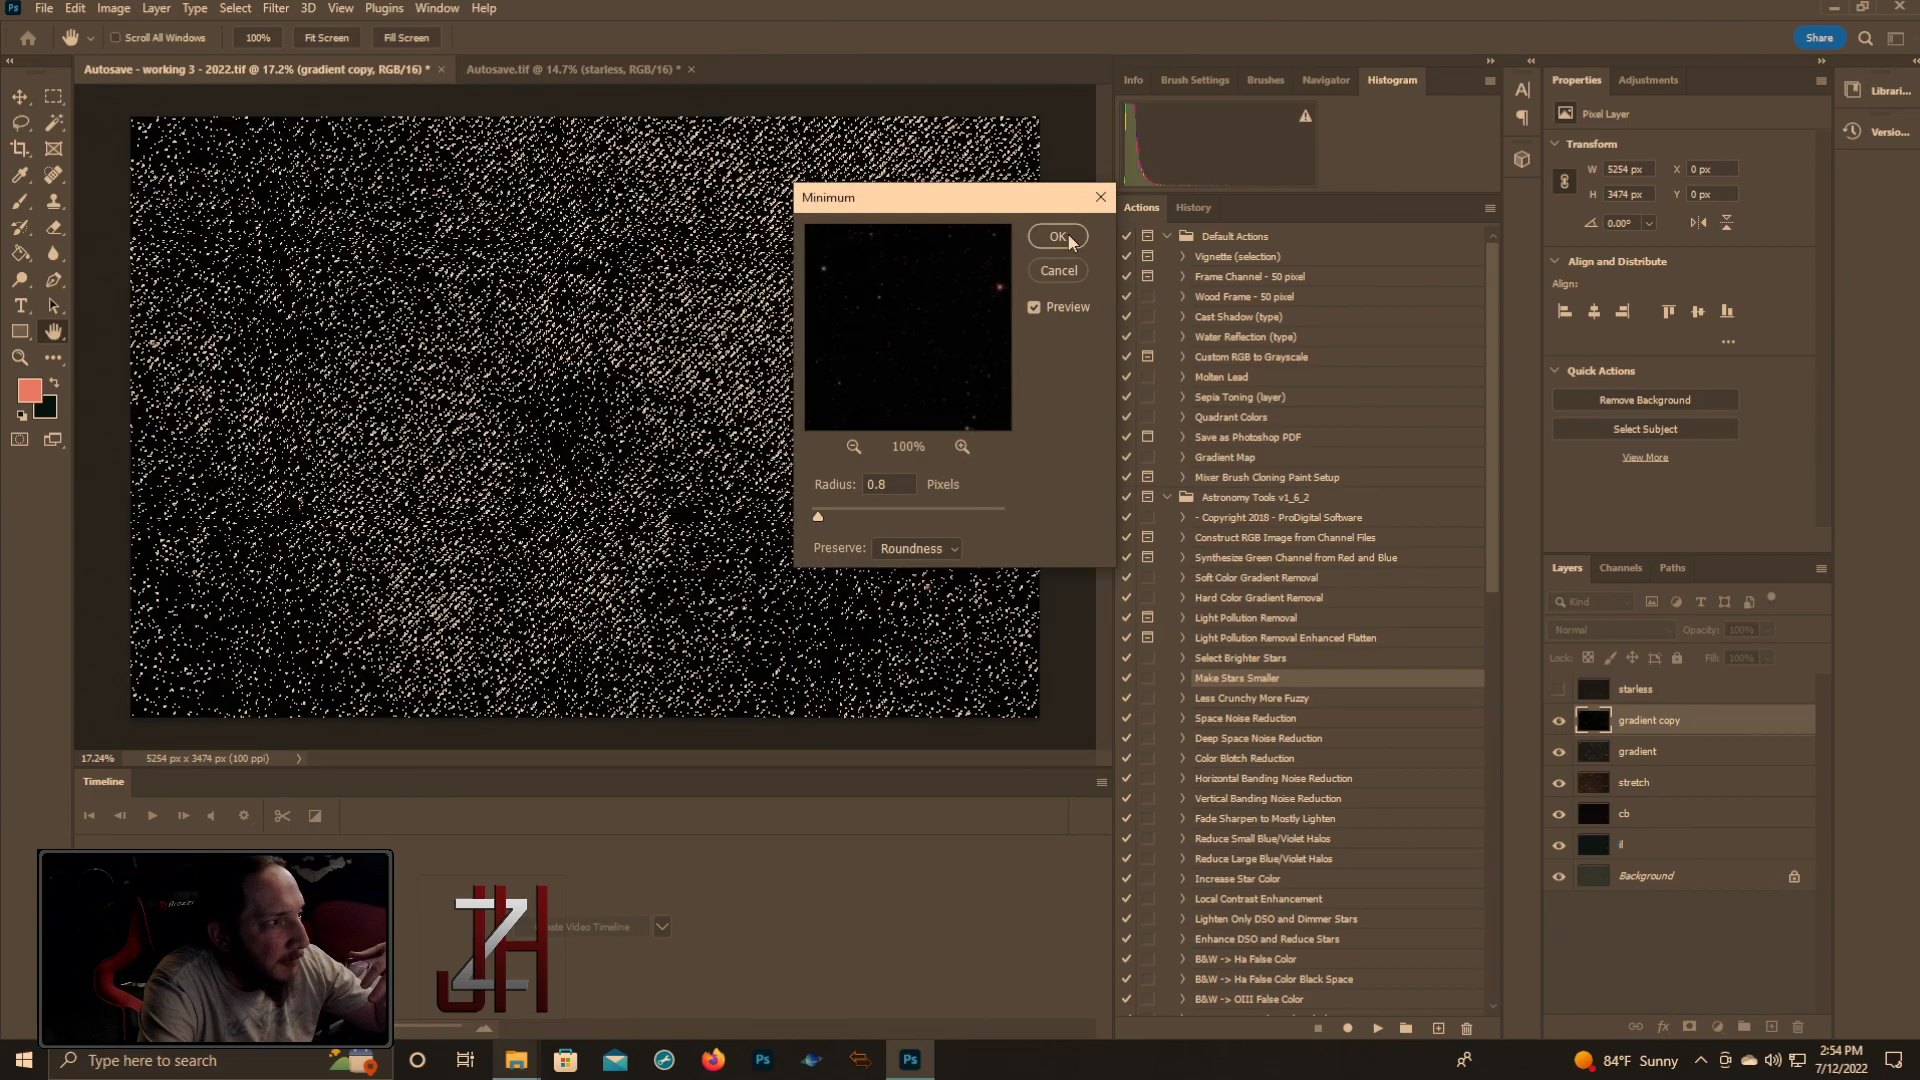 Ps File Edit Image Layer Type Select Filter 3D View Plugins Window Help
Scroll All Windows 100% Fit Screen Fill Screen Share
Autosave - working 3 - 2022.tif @ 17.2% (gradient copy, RGB/16) * × Autosave.tif @ 14.7% (starless, RGB/16) * ×
Info Brush Settings Brushes Navigator Histogram
Properties Adjustments
Librari...
Pixel Layer
Versio...
Transform
W 5254 px X 0 px
H 3474 px Y 0 px
0.00°
Align and Distribute
Align:
Quick Actions
Remove Background
Select Subject
View More
Minimum
OK
Cancel
Preview
100%
Radius: 0.8 Pixels
Preserve: Roundness
Actions History
Default Actions
Vignette (selection)
Frame Channel - 50 pixel
Wood Frame - 50 pixel
Cast Shadow (type)
Water Reflection (type)
Custom RGB to Grayscale
Molten Lead
Sepia Toning (layer)
Quadrant Colors
Save as Photoshop PDF
Gradient Map
Mixer Brush Cloning Paint Setup
Astronomy Tools v1_6_2
- Copyright 2018 - ProDigital Software
Construct RGB Image from Channel Files
Synthesize Green Channel from Red and Blue
Soft Color Gradient Removal
Hard Color Gradient Removal
Light Pollution Removal
Light Pollution Removal Enhanced Flatten
Select Brighter Stars
Make Stars Smaller
Less Crunchy More Fuzzy
Space Noise Reduction
Deep Space Noise Reduction
Color Blotch Reduction
Horizontal Banding Noise Reduction
Vertical Banding Noise Reduction
Fade Sharpen to Mostly Lighten
Reduce Small Blue/Violet Halos
Reduce Large Blue/Violet Halos
Increase Star Color
Local Contrast Enhancement
Lighten Only DSO and Dimmer Stars
Enhance DSO and Reduce Stars
B&W -> Ha False Color
B&W -> Ha False Color Black Space
B&W -> OIII False Color
Layers Channels Paths
Kind
Normal Opacity: 100%
Lock: Fill: 100%
starless
gradient copy
gradient
stretch
cb
il
Background
17.24% 5254 px x 3474 px (100 ppi)
Timeline
ate Video Timeline
Type here to search
Ps
Ps
84°F Sunny
2:54 PM
7/12/2022